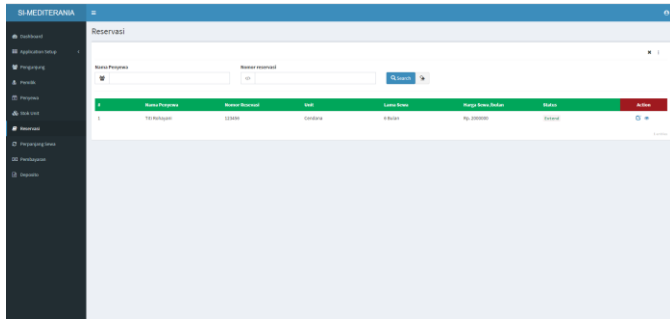 SI-MEDITERANIA
Reservasi
Dashboard
Application Setup
Pengunjung
Pemilik
Penyewa
Stok Unit
Reservasi
Perpanjang Sewa
Pembayaran
Deposito
Nama Penyewa
Nomor reservasi
Search
# Nama Penyewa Nomor Reservasi Unit Lama Sewa Harga Sewa /bulan Status Action
1 Titi Rahayani 123456 Cendana 6 Bulan Rp. 2000000